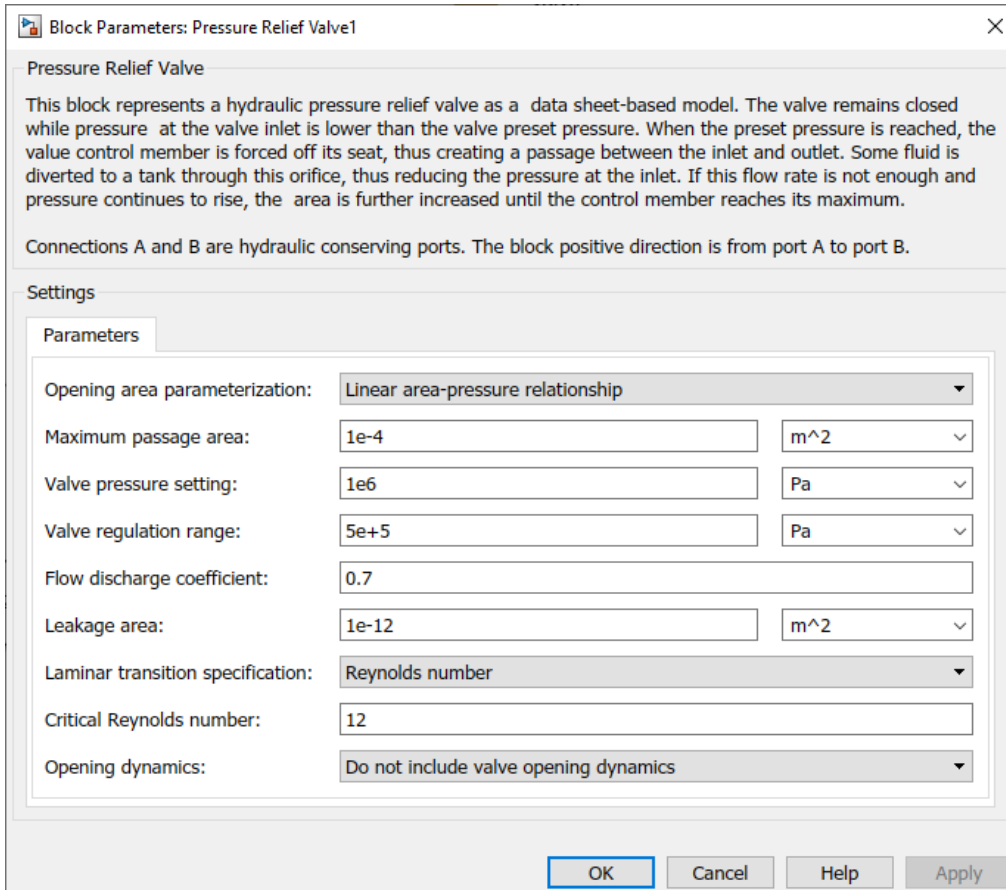 Block Parameters: Pressure Relief Valve1
Pressure Relief Valve
This block represents a hydraulic pressure relief valve as a  data sheet-based model. The valve remains closed
while pressure  at the valve inlet is lower than the valve preset pressure. When the preset pressure is reached, the
value control member is forced off its seat, thus creating a passage between the inlet and outlet. Some fluid is
diverted to a tank through this orifice, thus reducing the pressure at the inlet. If this flow rate is not enough and
pressure continues to rise, the  area is further increased until the control member reaches its maximum.
Connections A and B are hydraulic conserving ports. The block positive direction is from port A to port B.
Settings
Parameters
Opening area parameterization: Linear area-pressure relationship
Maximum passage area: 1e-4 m^2
Valve pressure setting: 1e6 Pa
Valve regulation range: 5e+5 Pa
Flow discharge coefficient: 0.7
Leakage area: 1e-12 m^2
Laminar transition specification: Reynolds number
Critical Reynolds number: 12
Opening dynamics: Do not include valve opening dynamics
OK Cancel Help Apply